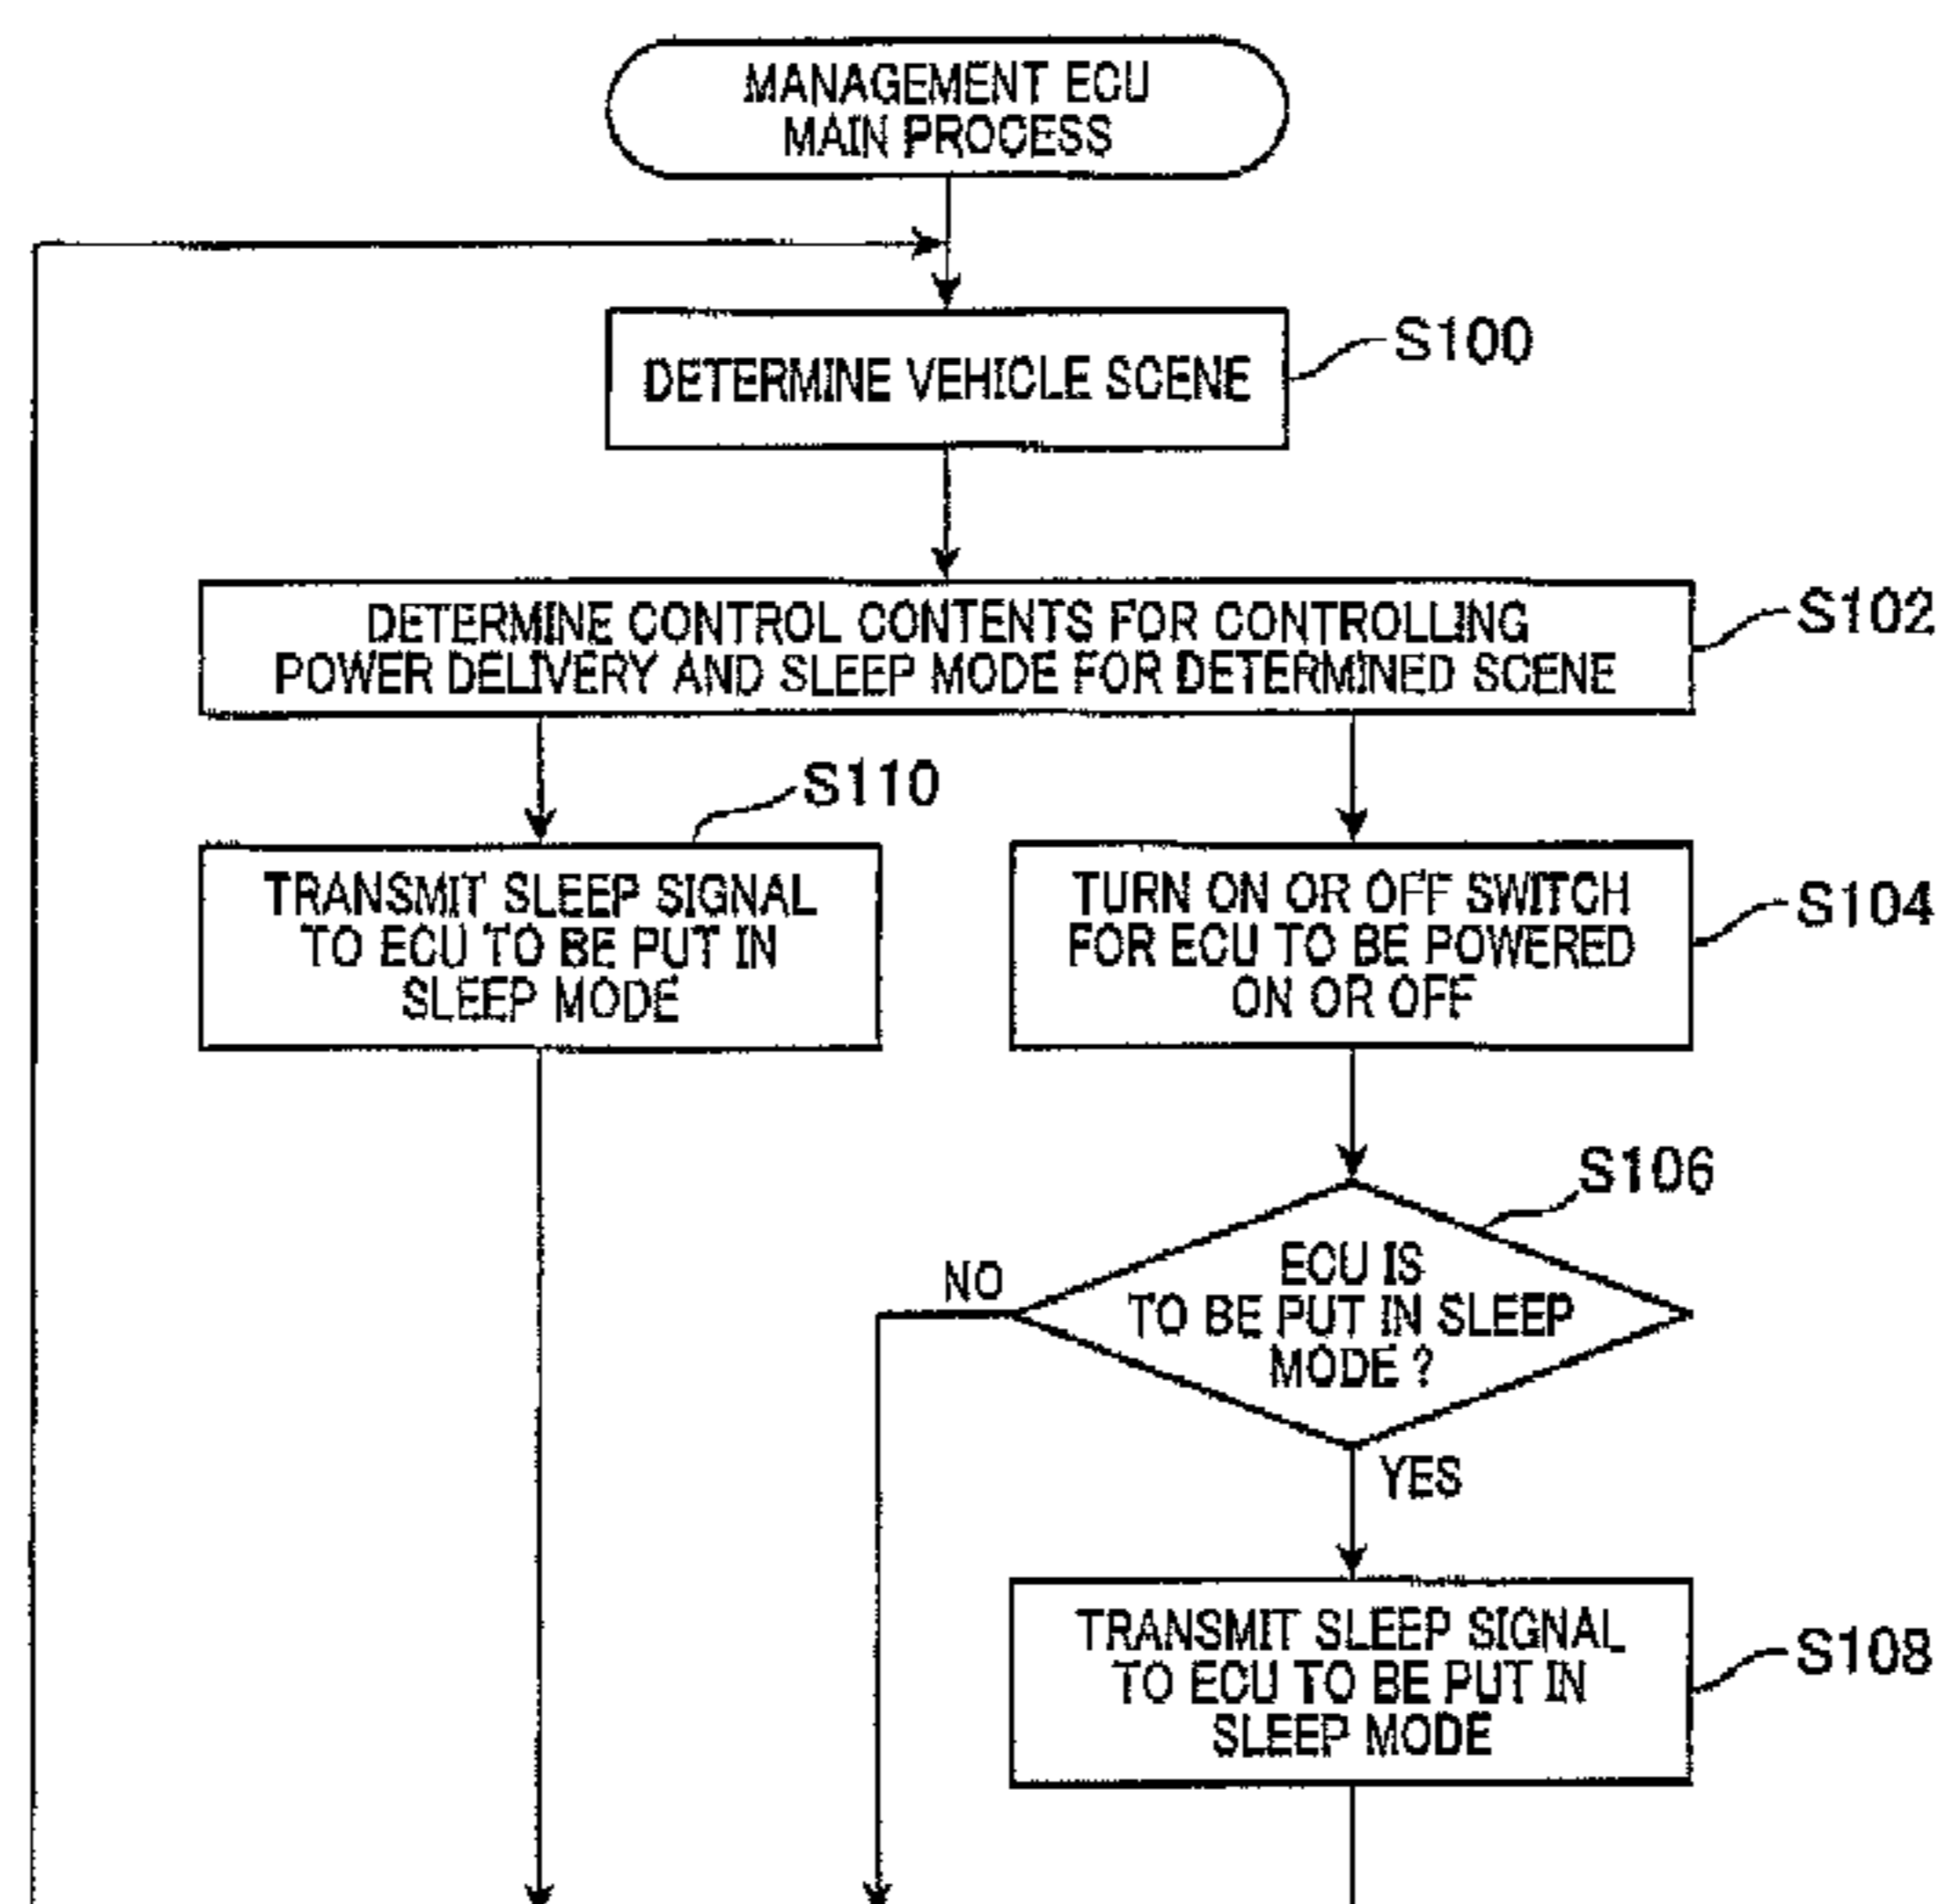 MANAGEMENT ECU
MAIN PROCESS
S100
DETERMINE VEHICLE SCENE
S102
DETERMINE CONTROL CONTENTS FOR CONTROLLING
POWER DELIVERY AND SLEEP MODE FOR DETERMINED SCENE
S110
TRANSMIT SLEEP SIGNAL
TO ECU TO BE PUT IN
SLEEP MODE
S104
TURN ON OR OFF SWITCH
FOR ECU TO BE POWERED
ON OR OFF
S106
ECU IS
TO BE PUT IN SLEEP
MODE ?
NO
YES
S108
TRANSMIT SLEEP SIGNAL
TO ECU TO BE PUT IN
SLEEP MODE